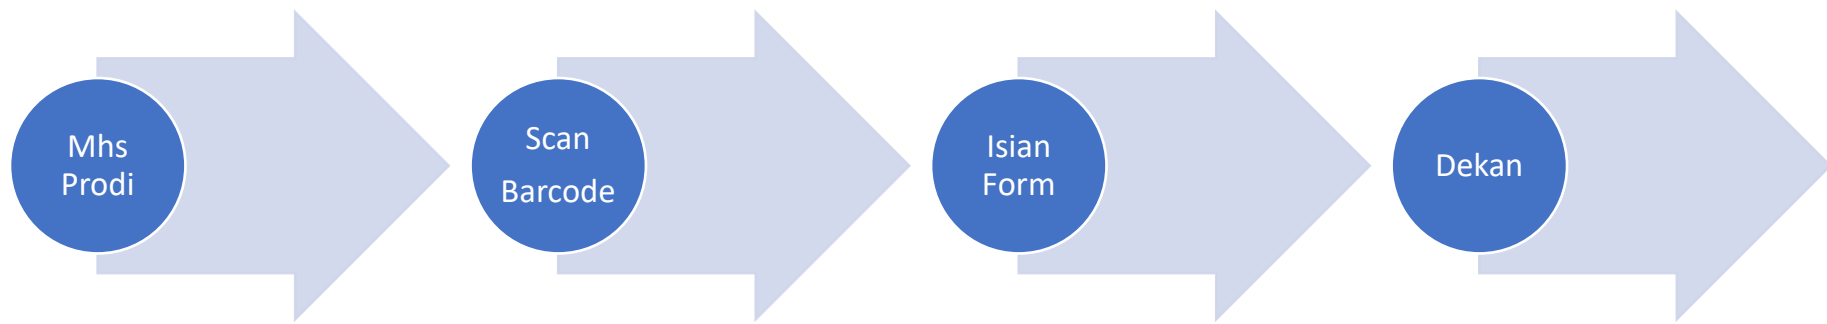 Mhs
Prodi
Scan
Barcode
Isian
Form
Dekan